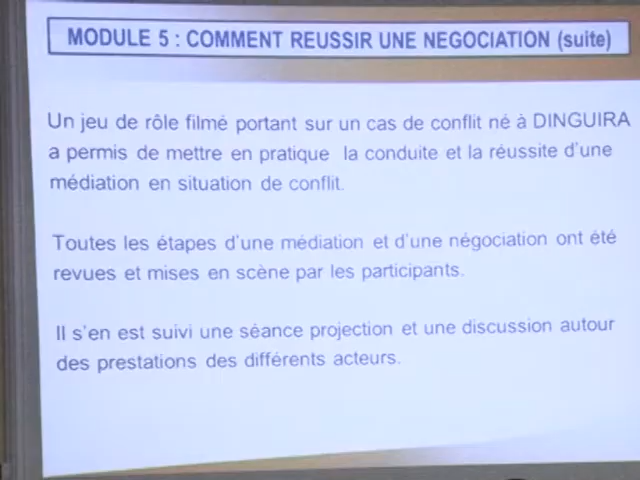 MODULE 5 : COMMENT REUSSIR UNE NEGOCIATION (suite)
Un jeu de rôle filmé portant sur un cas de conflit né à DINGUIRA
a permis de mettre en pratique la conduite et la réussite d'une
médiation en situation de conflit.
Toutes les étapes d'une médiation et d'une négociation ont été
revues et mises en scène par les participants.
Il s'en est suivi une séance projection et une discussion autour
des prestations des différents acteurs.